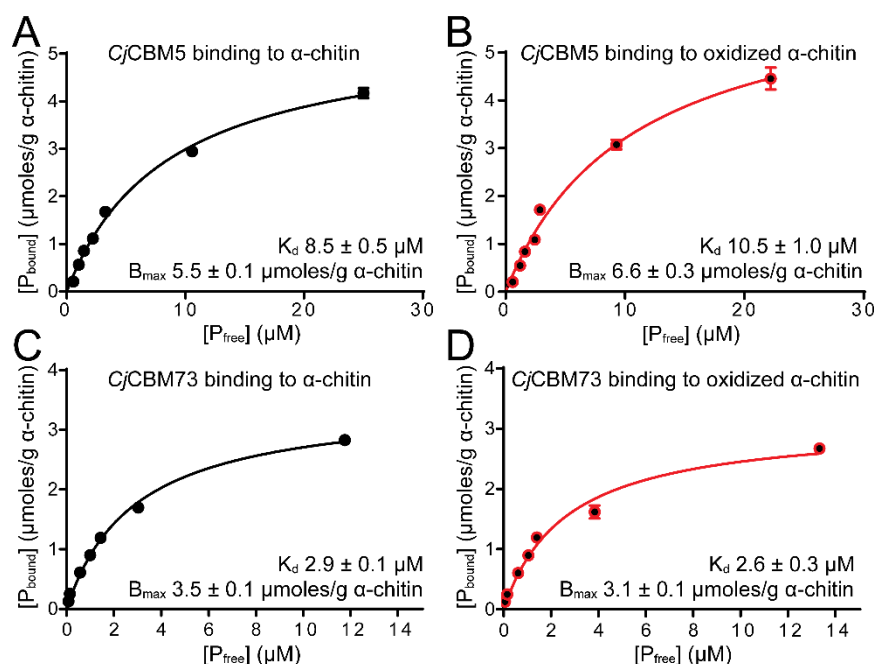 A
CjCBM5 binding to α-chitin
5
4
3
2
1
0
[Pbound] (μmoles/g α-chitin)
Kd 8.5 ± 0.5 μM
Bmax 5.5 ± 0.1 μmoles/g α-chitin
0 10 20 30
[Pfree] (μM)
B
CjCBM5 binding to oxidized α-chitin
5
4
3
2
1
0
[Pbound] (μmoles/g α-chitin)
Kd 10.5 ± 1.0 μM
Bmax 6.6 ± 0.3 μmoles/g α-chitin
0 10 20 30
[Pfree] (μM)
C
CjCBM73 binding to α-chitin
4
3
2
1
0
[Pbound] (μmoles/g α-chitin)
Kd 2.9 ± 0.1 μM
Bmax 3.5 ± 0.1 μmoles/g α-chitin
0 2 4 6 8 10 12 14
[Pfree] (μM)
D
CjCBM73 binding to oxidized α-chitin
4
3
2
1
0
[Pbound] (μmoles/g α-chitin)
Kd 2.6 ± 0.3 μM
Bmax 3.1 ± 0.1 μmoles/g α-chitin
0 2 4 6 8 10 12 14
[Pfree] (μM)